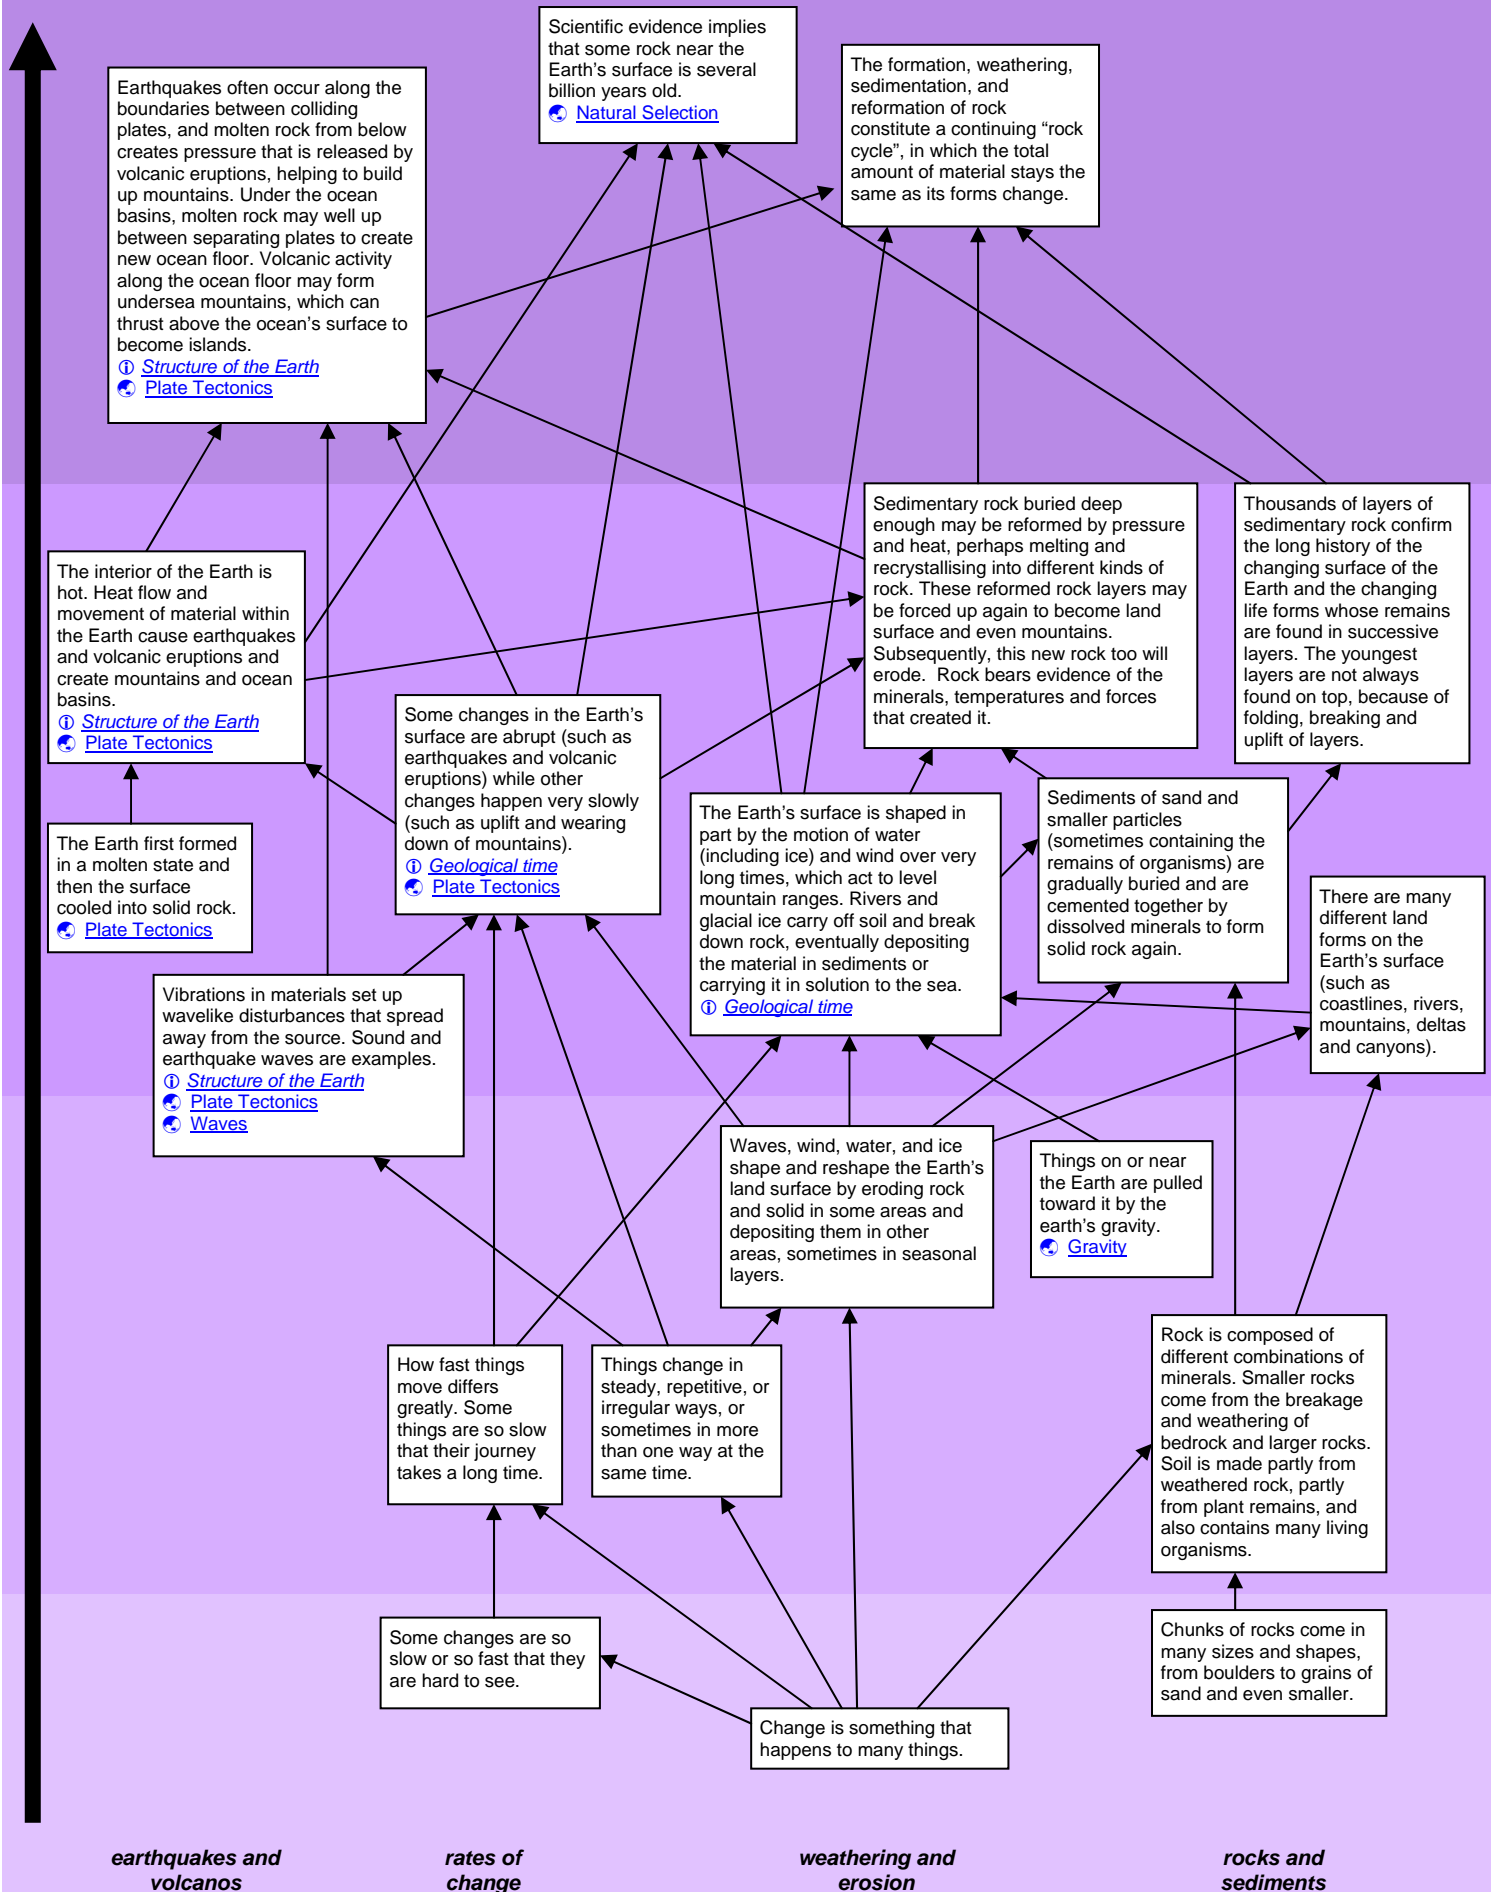 Scientific evidence implies
that some rock near the
Earth's surface is several
billion years old.
Natural Selection
The formation, weathering,
sedimentation, and
reformation of rock
constitute a continuing “rock
cycle”, in which the total
amount of material stays the
same as its forms change.
Earthquakes often occur along the
boundaries between colliding
plates, and molten rock from below
creates pressure that is released by
volcanic eruptions, helping to build
up mountains. Under the ocean
basins, molten rock may well up
between separating plates to create
new ocean floor. Volcanic activity
along the ocean floor may form
undersea mountains, which can
thrust above the ocean's surface to
become islands.
Structure of the Earth
Plate Tectonics
Sedimentary rock buried deep
enough may be reformed by pressure
and heat, perhaps melting and
recrystallising into different kinds of
rock. These reformed rock layers may
be forced up again to become land
surface and even mountains.
Subsequently, this new rock too will
erode.  Rock bears evidence of the
minerals, temperatures and forces
that created it.
Thousands of layers of
sedimentary rock confirm
the long history of the
changing surface of the
Earth and the changing
life forms whose remains
are found in successive
layers. The youngest
layers are not always
found on top, because of
folding, breaking and
uplift of layers.
The interior of the Earth is
hot. Heat flow and
movement of material within
the Earth cause earthquakes
and volcanic eruptions and
create mountains and ocean
basins.
Structure of the Earth
Plate Tectonics
Some changes in the Earth's
surface are abrupt (such as
earthquakes and volcanic
eruptions) while other
changes happen very slowly
(such as uplift and wearing
down of mountains).
Geological time
Plate Tectonics
The Earth's surface is shaped in
part by the motion of water
(including ice) and wind over very
long times, which act to level
mountain ranges. Rivers and
glacial ice carry off soil and break
down rock, eventually depositing
the material in sediments or
carrying it in solution to the sea.
Geological time
Sediments of sand and
smaller particles
(sometimes containing the
remains of organisms) are
gradually buried and are
cemented together by
dissolved minerals to form
solid rock again.
The Earth first formed
in a molten state and
then the surface
cooled into solid rock.
Plate Tectonics
There are many
different land
forms on the
Earth's surface
(such as
coastlines, rivers,
mountains, deltas
and canyons).
Vibrations in materials set up
wavelike disturbances that spread
away from the source. Sound and
earthquake waves are examples.
Structure of the Earth
Plate Tectonics
Waves
Waves, wind, water, and ice
shape and reshape the Earth's
land surface by eroding rock
and solid in some areas and
depositing them in other
areas, sometimes in seasonal
layers.
Things on or near
the Earth are pulled
toward it by the
earth's gravity.
Gravity
How fast things
move differs
greatly. Some
things are so slow
that their journey
takes a long time.
Things change in
steady, repetitive, or
irregular ways, or
sometimes in more
than one way at the
same time.
Rock is composed of
different combinations of
minerals. Smaller rocks
come from the breakage
and weathering of
bedrock and larger rocks.
Soil is made partly from
weathered rock, partly
from plant remains, and
also contains many living
organisms.
Some changes are so
slow or so fast that they
are hard to see.
Chunks of rocks come in
many sizes and shapes,
from boulders to grains of
sand and even smaller.
Change is something that
happens to many things.
earthquakes and
volcanos
rates of
change
weathering and
erosion
rocks and
sediments